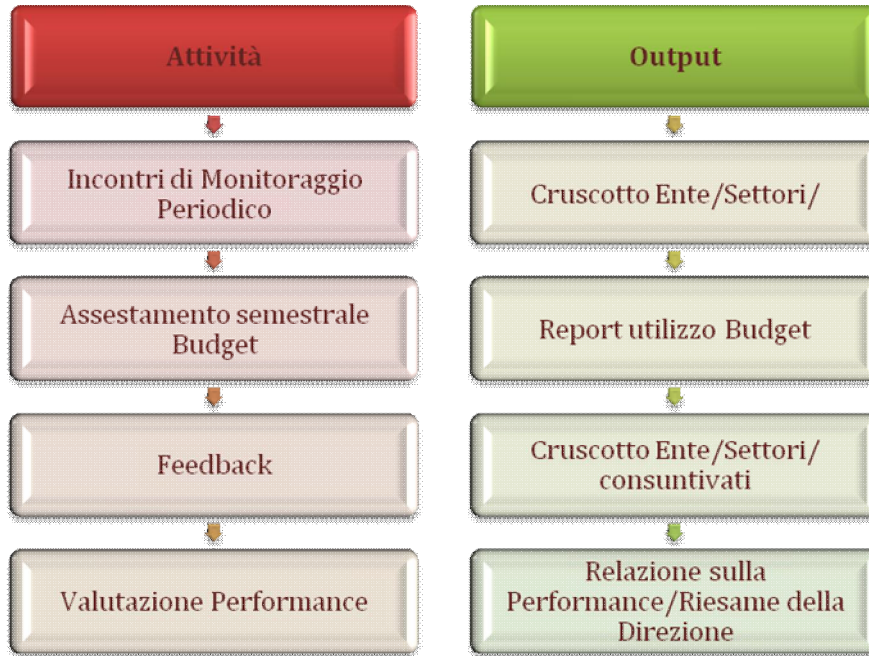 Attività
Incontri di Monitoraggio
Periodico
Assestamento semestrale
Budget
Feedback
Valutazione Performance
Output
Cruscotto Ente/Settori/
Report utilizzo Budget
Cruscotto Ente/Settori/
consuntivati
Relazione sulla
Performance/Riesame della
Direzione